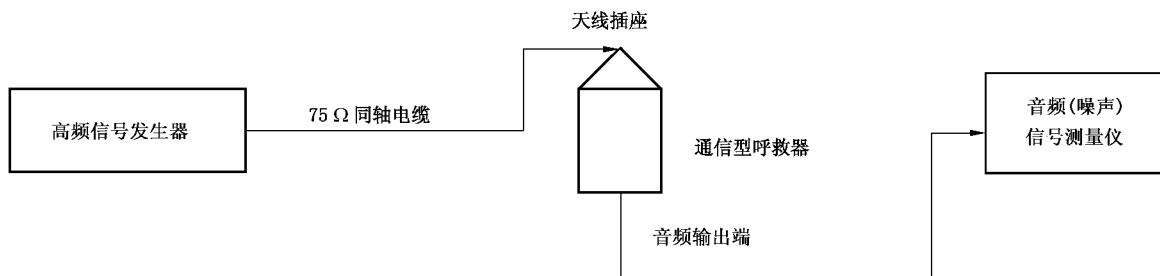 天线插座
高频信号发生器
75 Ω 同轴电缆
通信型呼救器
音频(噪声)
信号测量仪
音频输出端